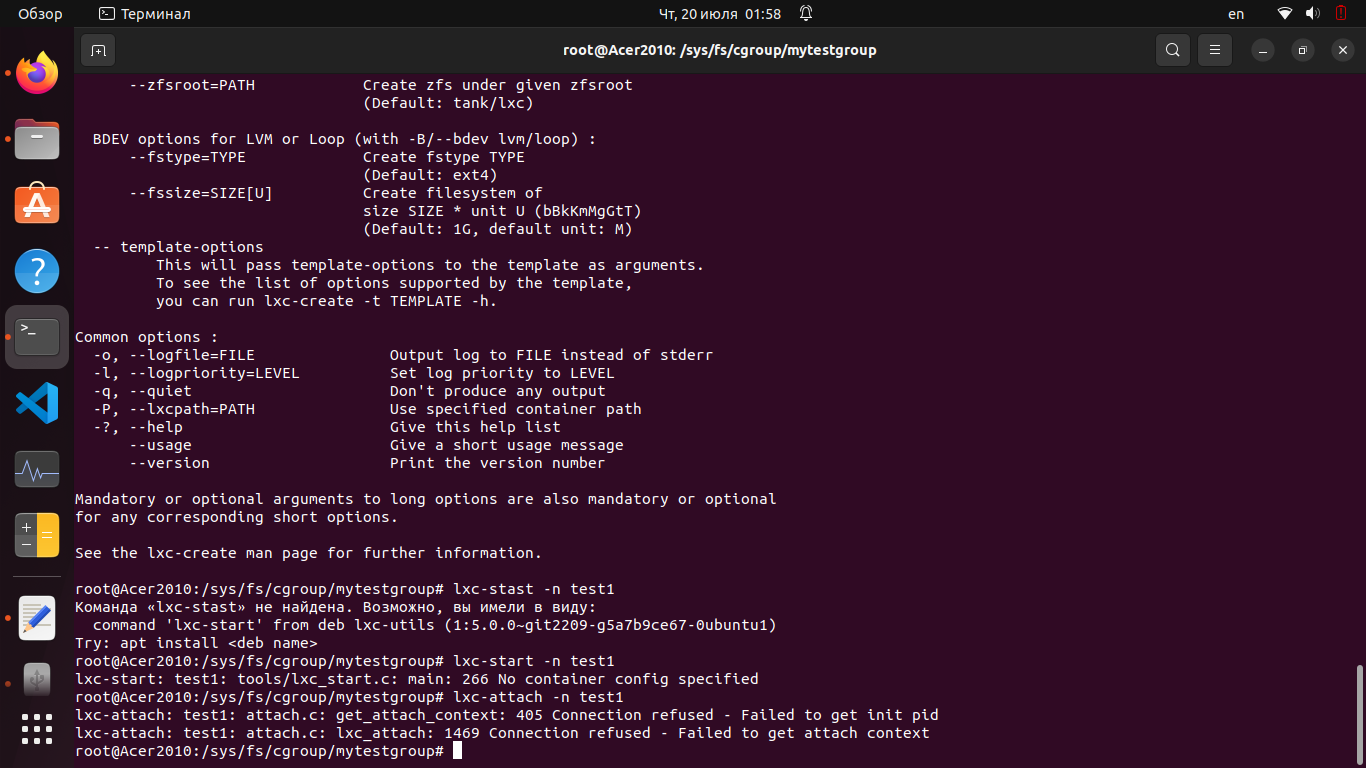 Обзор
Терминал
Чт, 20 июля 01:58
en
root@Acer2010: /sys/fs/cgroup/mytestgroup
--zfsroot=PATH Create zfs under given zfsroot
(Default: tank/lxc)
BDEV options for LVM or Loop (with -B/--bdev lvm/loop) :
--fstype=TYPE Create fstype TYPE
(Default: ext4)
--fssize=SIZE[U] Create filesystem of
size SIZE * unit U (bBkKmMgGtT)
(Default: 1G, default unit: M)
-- template-options
This will pass template-options to the template as arguments.
To see the list of options supported by the template,
you can run lxc-create -t TEMPLATE -h.
Common options :
-o, --logfile=FILE Output log to FILE instead of stderr
-l, --logpriority=LEVEL Set log priority to LEVEL
-q, --quiet Don't produce any output
-P, --lxcpath=PATH Use specified container path
-?, --help Give this help list
--usage Give a short usage message
--version Print the version number
Mandatory or optional arguments to long options are also mandatory or optional
for any corresponding short options.
See the lxc-create man page for further information.
root@Acer2010:/sys/fs/cgroup/mytestgroup# lxc-stast -n test1
Команда «lxc-stast» не найдена. Возможно, вы имели в виду:
command 'lxc-start' from deb lxc-utils (1:5.0.0~git2209-g5a7b9ce67-0ubuntu1)
Try: apt install <deb name>
root@Acer2010:/sys/fs/cgroup/mytestgroup# lxc-start -n test1
lxc-start: test1: tools/lxc_start.c: main: 266 No container config specified
root@Acer2010:/sys/fs/cgroup/mytestgroup# lxc-attach -n test1
lxc-attach: test1: attach.c: get_attach_context: 405 Connection refused - Failed to get init pid
lxc-attach: test1: attach.c: lxc_attach: 1469 Connection refused - Failed to get attach context
root@Acer2010:/sys/fs/cgroup/mytestgroup#